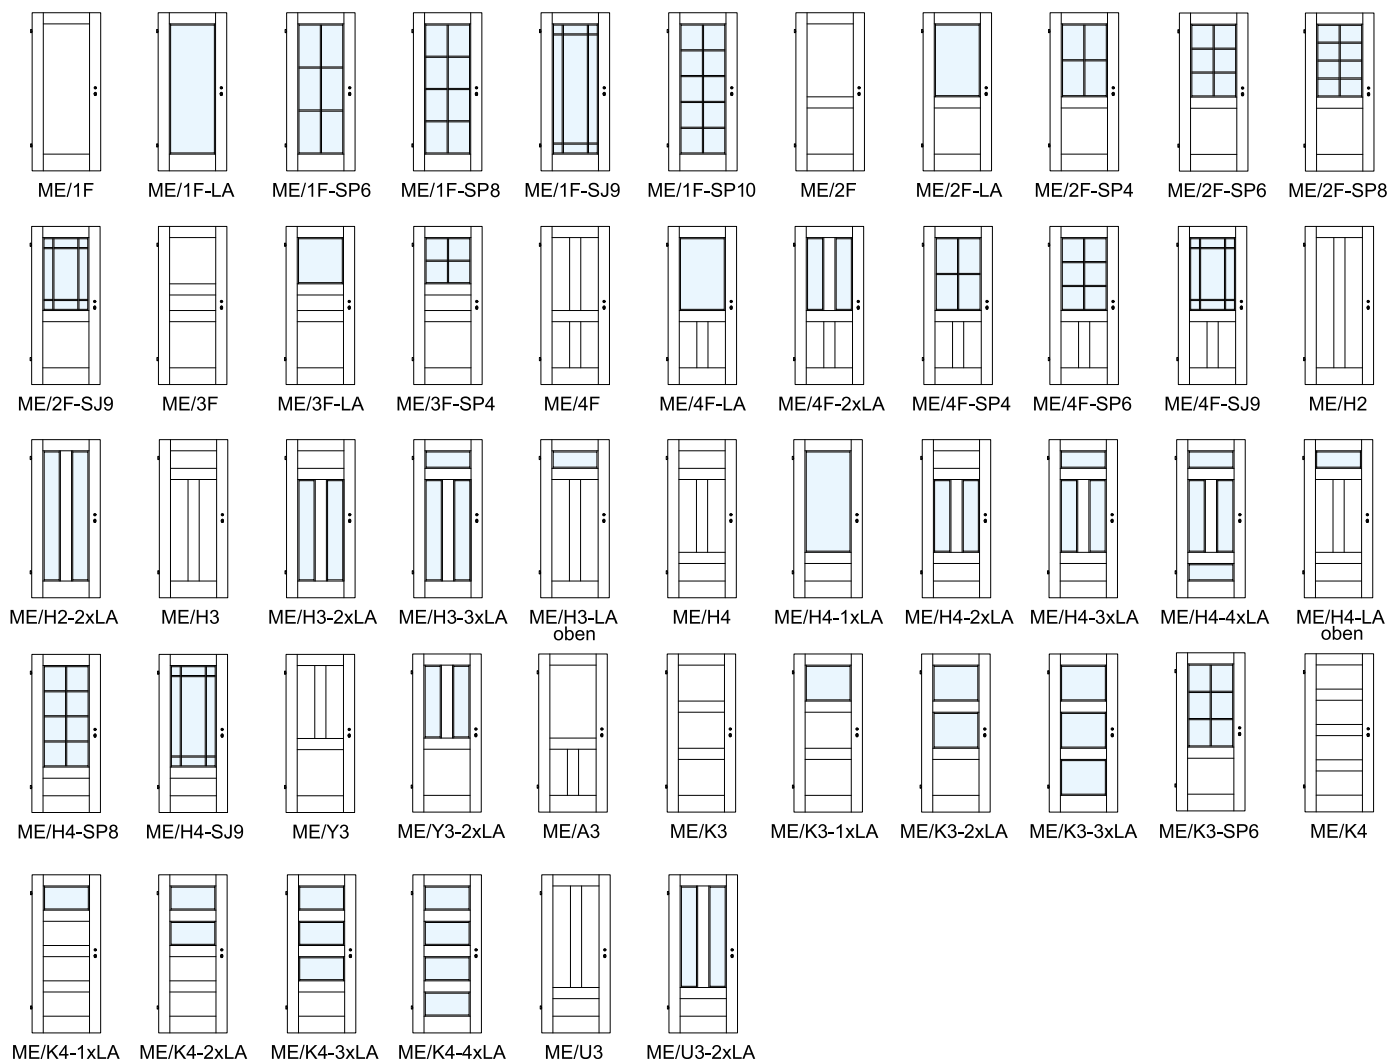 ME/1F ME/1F-LA ME/1F-SP6 ME/1F-SP8 ME/1F-SJ9 ME/1F-SP10 ME/2F ME/2F-LA ME/2F-SP4 ME/2F-SP6 ME/2F-SP8
ME/2F-SJ9 ME/3F ME/3F-LA ME/3F-SP4 ME/4F ME/4F-LA ME/4F-2xLA ME/4F-SP4 ME/4F-SP6 ME/4F-SJ9 ME/H2
ME/H2-2xLA ME/H3 ME/H3-2xLA ME/H3-3xLA ME/H3-LA ME/H4 ME/H4-1xLA ME/H4-2xLA ME/H4-3xLA ME/H4-4xLA ME/H4-LA
oben oben
ME/H4-SP8 ME/H4-SJ9 ME/Y3 ME/Y3-2xLA ME/A3 ME/K3 ME/K3-1xLA ME/K3-2xLA ME/K3-3xLA ME/K3-SP6 ME/K4
ME/K4-1xLA ME/K4-2xLA ME/K4-3xLA ME/K4-4xLA ME/U3 ME/U3-2xLA